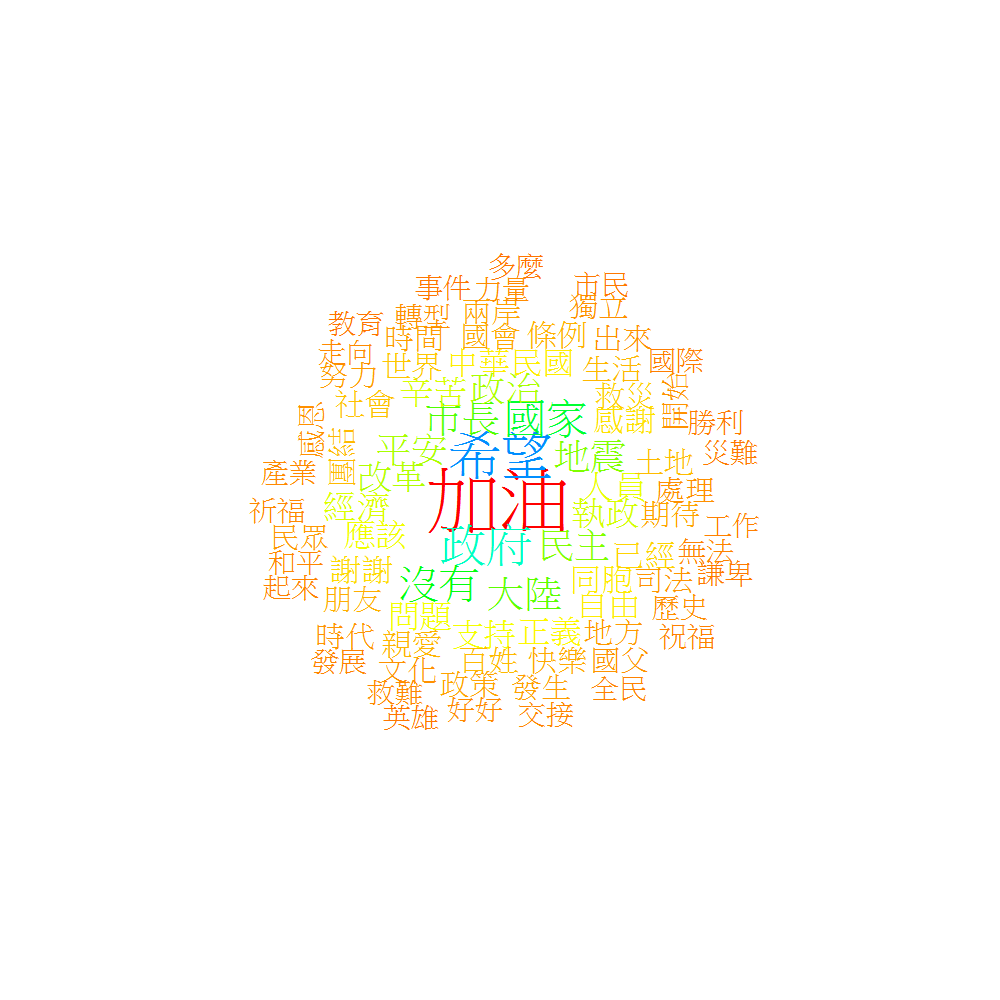 多麼
事件 力量 市民
獨立
教育 轉型 兩岸
時間 國會 條例 出來
走向 世界 中華民國 生活 國際
努力 辛苦 政治 救災 開始
社會 市長 國家 感謝 勝利
感恩 團結 平安 希望 地震 土地 災難
產業 改革 加油 人員 處理
祈福 經濟 執政 期待 工作
民眾 應該 政府 民主 已經 無法
和平 謝謝 沒有 大陸 同胞 司法 謙卑
起來 朋友 自由 歷史
問題 支持 正義 地方 祝福
時代 親愛
發展 文化 百姓 快樂 國父
救難 政策 發生 全民
英雄 好好 交接